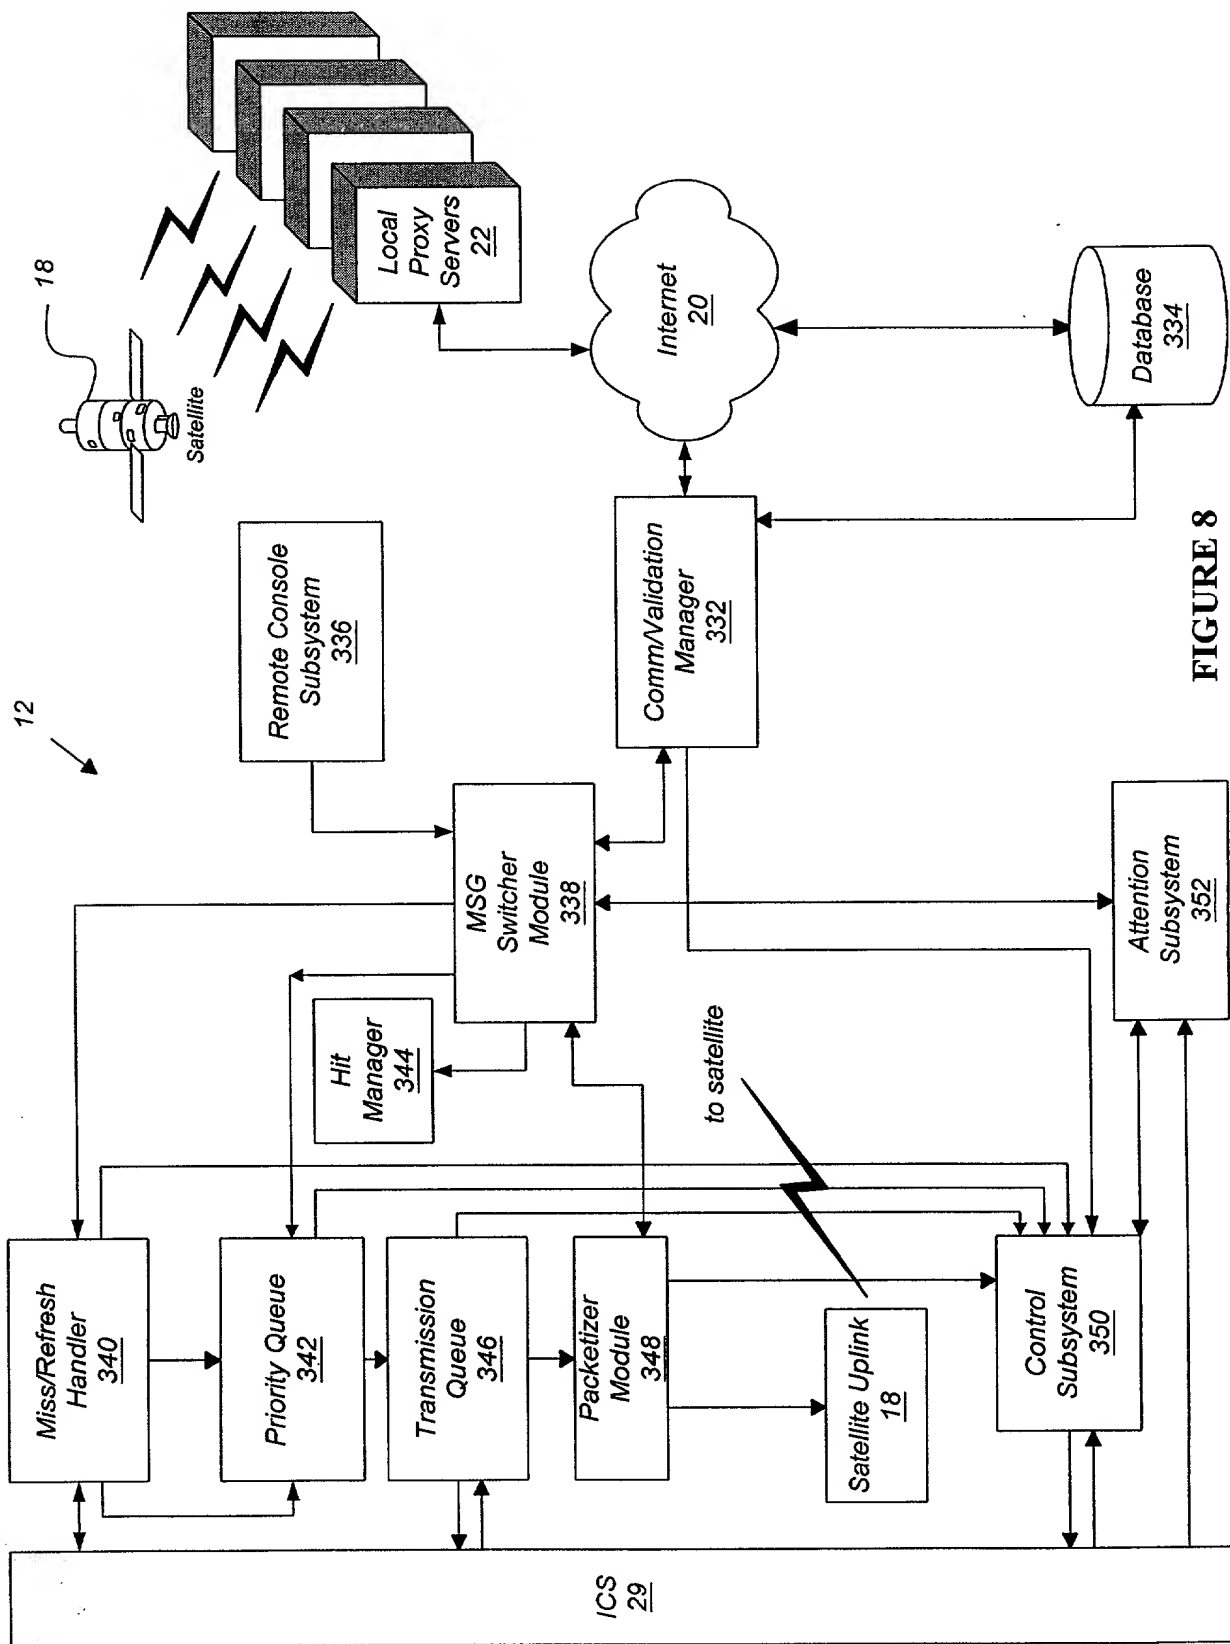 12
18
Satellite
Local
Proxy
Servers
22
Remote Console
Subsystem
336
Internet
20
Database
334
Comm/Validation
Manager
332
MSG
Switcher
Module
338
Hit
Manager
344
Attention
Subsystem
352
to satellite
Miss/Refresh
Handler
340
Priority Queue
342
Transmission
Queue
346
Packetizer
Module
348
Satellite Uplink
18
Control
Subsystem
350
ICS
29
FIGURE 8